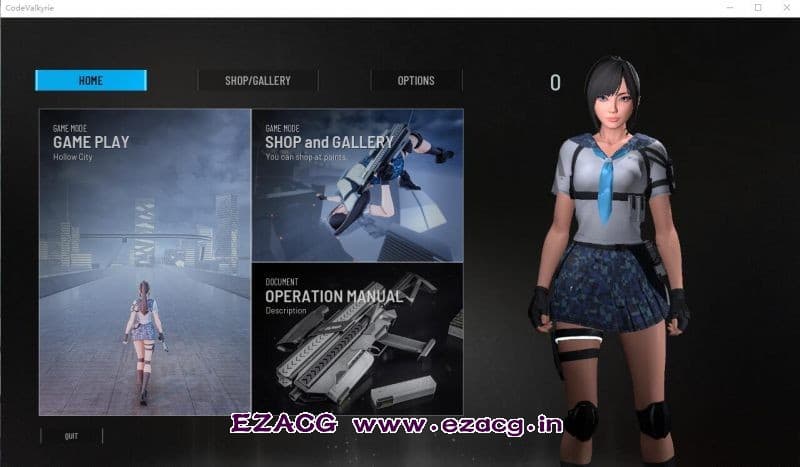 CodeValkyrie
HOME
SHOP/GALLERY
OPTIONS
0
GAME MODE
GAME PLAY
Hollow City
GAME MODE
SHOP and GALLERY
You can shop at points.
DOCUMENT
OPERATION MANUAL
Description
QUIT
EZACG www.ezacg.in